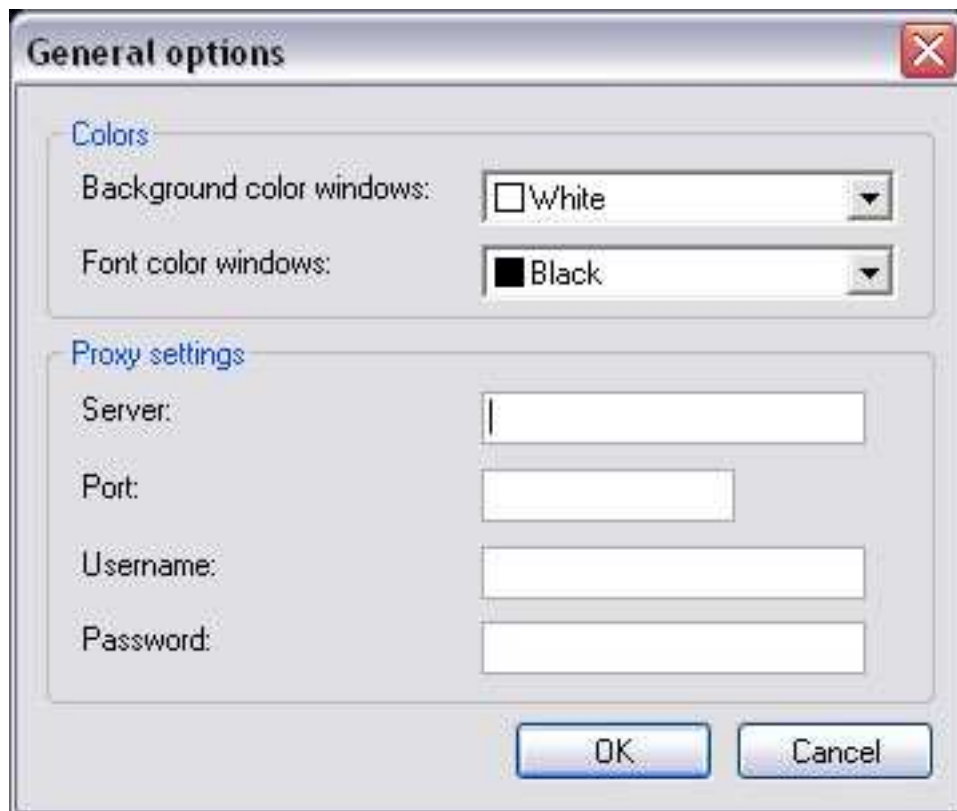 General options
Colors
Background color windows: White
Font color windows: Black
Proxy settings
Server:
Port:
Username:
Password:
OK Cancel